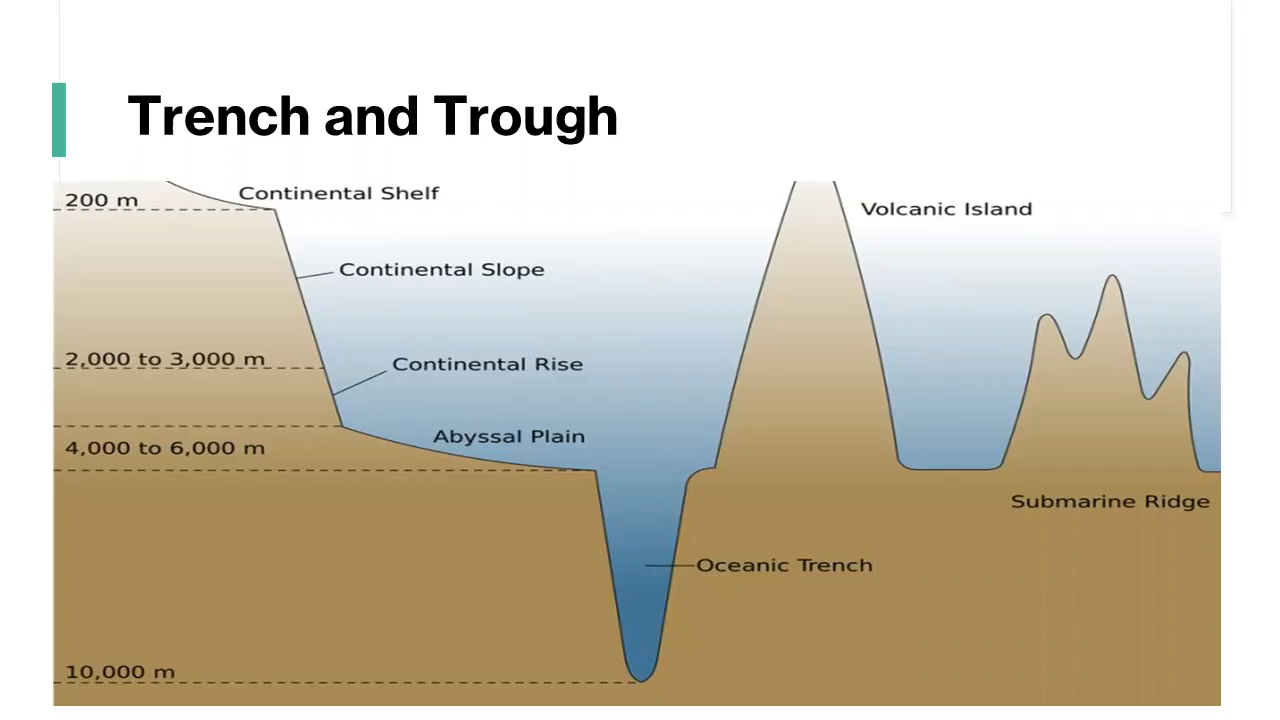 Trench and Trough
200 m
Continental Shelf
Volcanic Island
Continental Slope
2,000 to 3,000 m
Continental Rise
Abyssal Plain
4,000 to 6,000 m
Submarine Ridge
Oceanic Trench
10,000 m